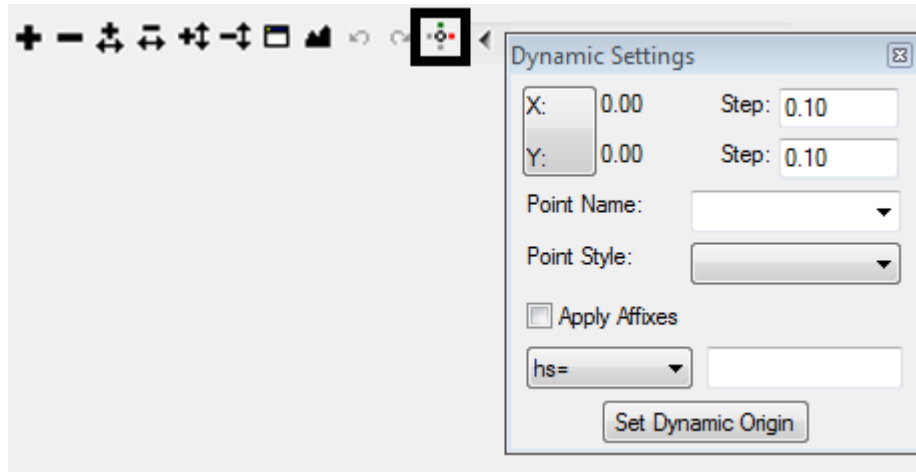 Dynamic Settings
X: 0.00 Step: 0.10
Y: 0.00 Step: 0.10
Point Name:
Point Style:
Apply Affixes
hs=
Set Dynamic Origin